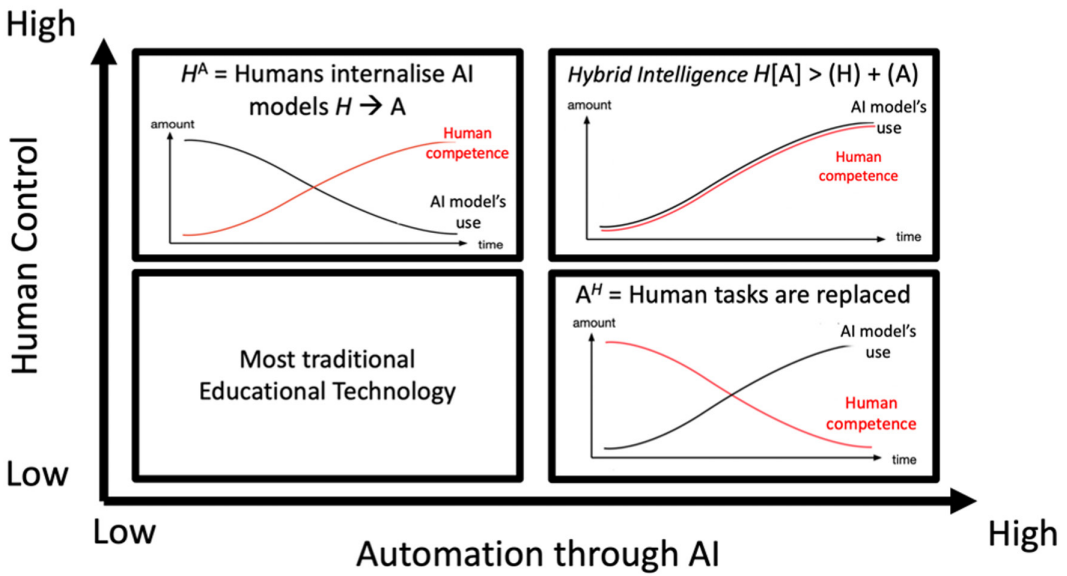 High
Human Control
Low
Hᴬ = Humans internalise AI
models H → A
amount
Human
competence
AI model's
use
time
Hybrid Intelligence H[A] > (H) + (A)
amount
AI model's
use
Human
competence
time
Most traditional
Educational Technology
Aᴴ = Human tasks are replaced
amount
AI model's
use
Human
competence
time
Low
High
Automation through AI